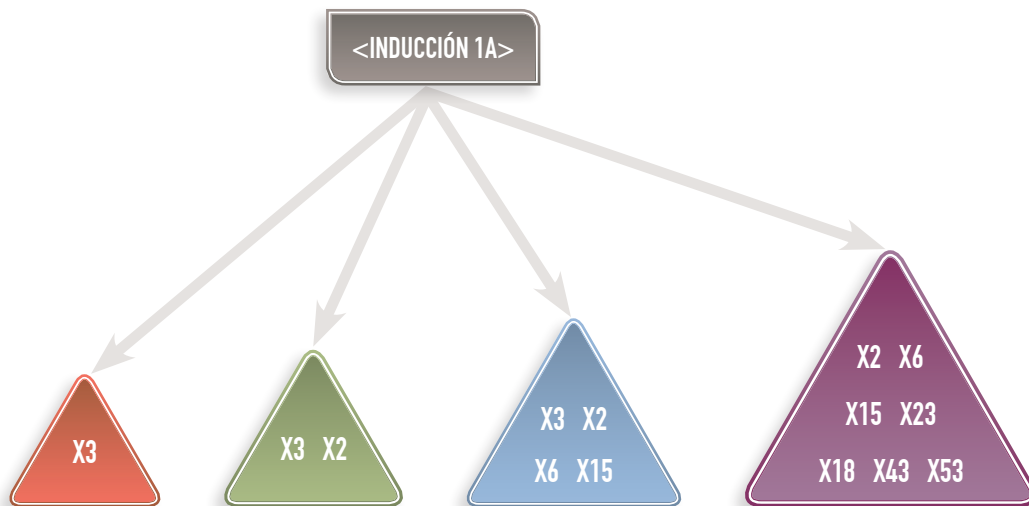 <INDUCCIÓN 1A>
X3
X3 X2
X3 X2
X6 X15
X2 X6
X15 X23
X18 X43 X53